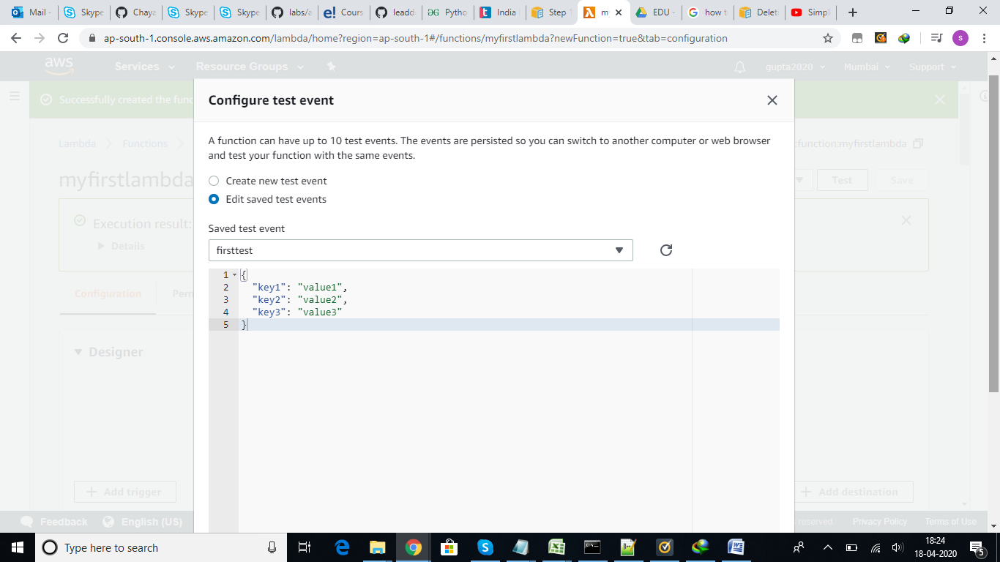 Mail -
Skype
Chaya
Skype
Skype
labs/a
Cours
leadd
Pytho
India
Step 1
my
EDU -
how t
Delet
Simpl
ap-south-1.console.aws.amazon.com/lambda/home?region=ap-south-1#/functions/myfirstlambda?newFunction=true&tab=configuration
s
aws
Services
Resource Groups
gupta2020
Mumbai
Support
Successfully created the func
Configure test event
Lambda
Functions
:function:myfirstlambda
A function can have up to 10 test events. The events are persisted so you can switch to another computer or web browser
and test your function with the same events.
myfirstlambda
Test
Save
Create new test event
Edit saved test events
Execution result:
Details
Saved test event
firsttest
Configuration
Perm
1 {
2 "key1": "value1",
3 "key2": "value2",
4 "key3": "value3"
5 }
Designer
+ Add trigger
+ Add destination
Feedback
English (US)
reserved.
Privacy Policy
Terms of Use
Type here to search
18:24
18-04-2020
5